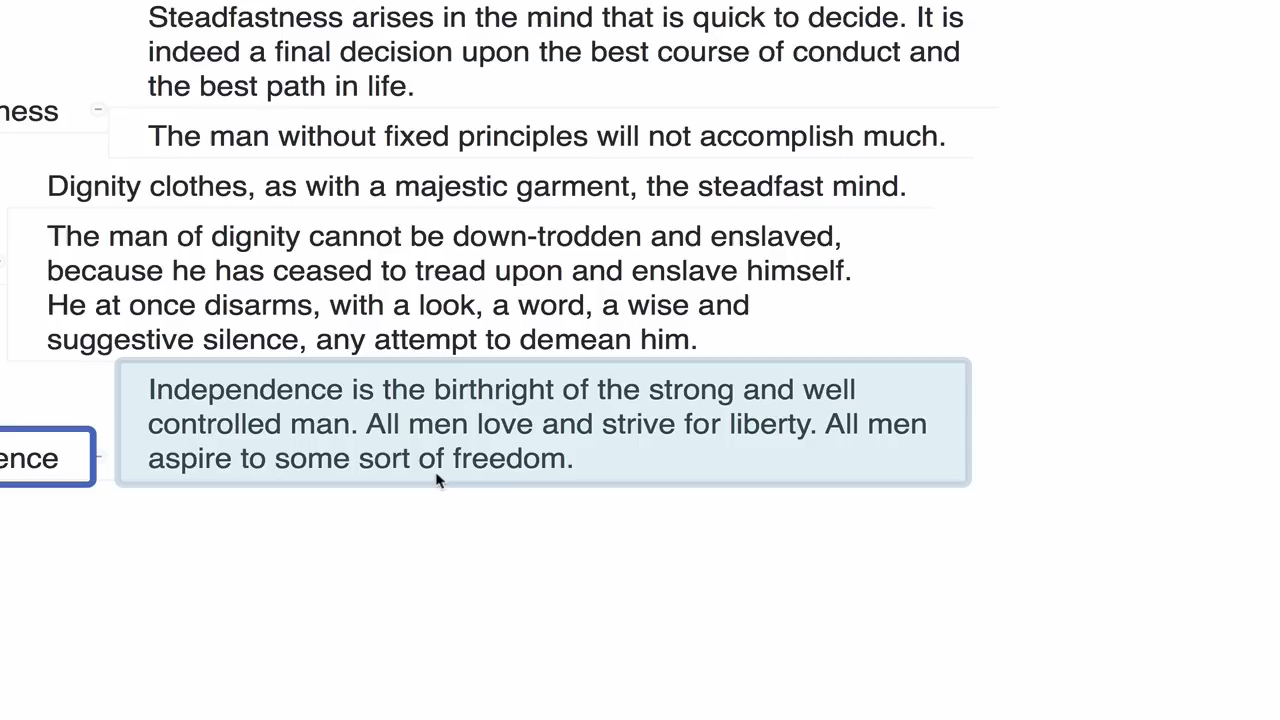 Steadfastness arises in the mind that is quick to decide. It is
indeed a final decision upon the best course of conduct and
the best path in life.
ness
The man without fixed principles will not accomplish much.
Dignity clothes, as with a majestic garment, the steadfast mind.
The man of dignity cannot be down-trodden and enslaved,
because he has ceased to tread upon and enslave himself.
He at once disarms, with a look, a word, a wise and
suggestive silence, any attempt to demean him.
Independence is the birthright of the strong and well
controlled man. All men love and strive for liberty. All men
aspire to some sort of freedom.
ence